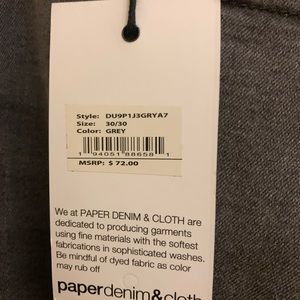 Style: DU9P1J3GRYA7
Size: 30/30
Color: GREY
1 94051 88658 1
MSRP: $ 72.00
We at PAPER DENIM & CLOTH are
dedicated to producing garments
using fine materials with the softest
fabrications in sophisticated washes.
Be mindful of dyed fabric as color
may rub off
paperdenim&cloth